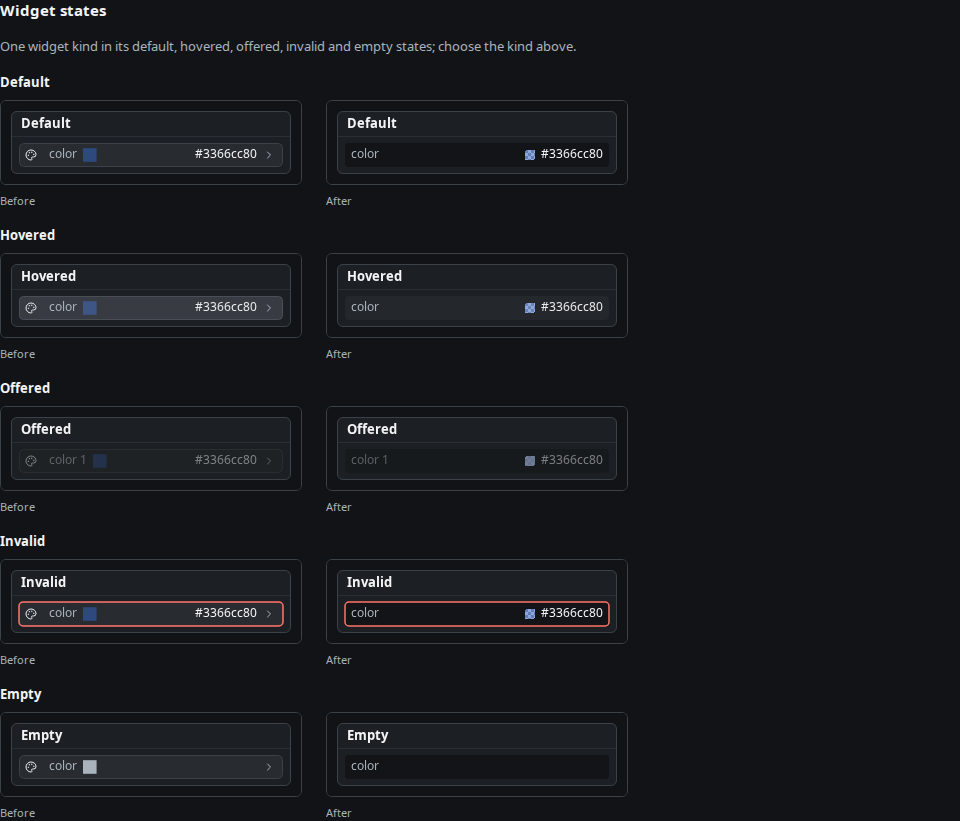 Widget states
One widget kind in its default, hovered, offered, invalid and empty states; choose the kind above.
Default
Default
color #3366cc80
Before
Default
color #3366cc80
After
Hovered
Hovered
color #3366cc80
Before
Hovered
color #3366cc80
After
Offered
Offered
color 1 #3366cc80
Before
Offered
color 1 #3366cc80
After
Invalid
Invalid
color #3366cc80
Before
Invalid
color #3366cc80
After
Empty
Empty
color
Before
Empty
color
After